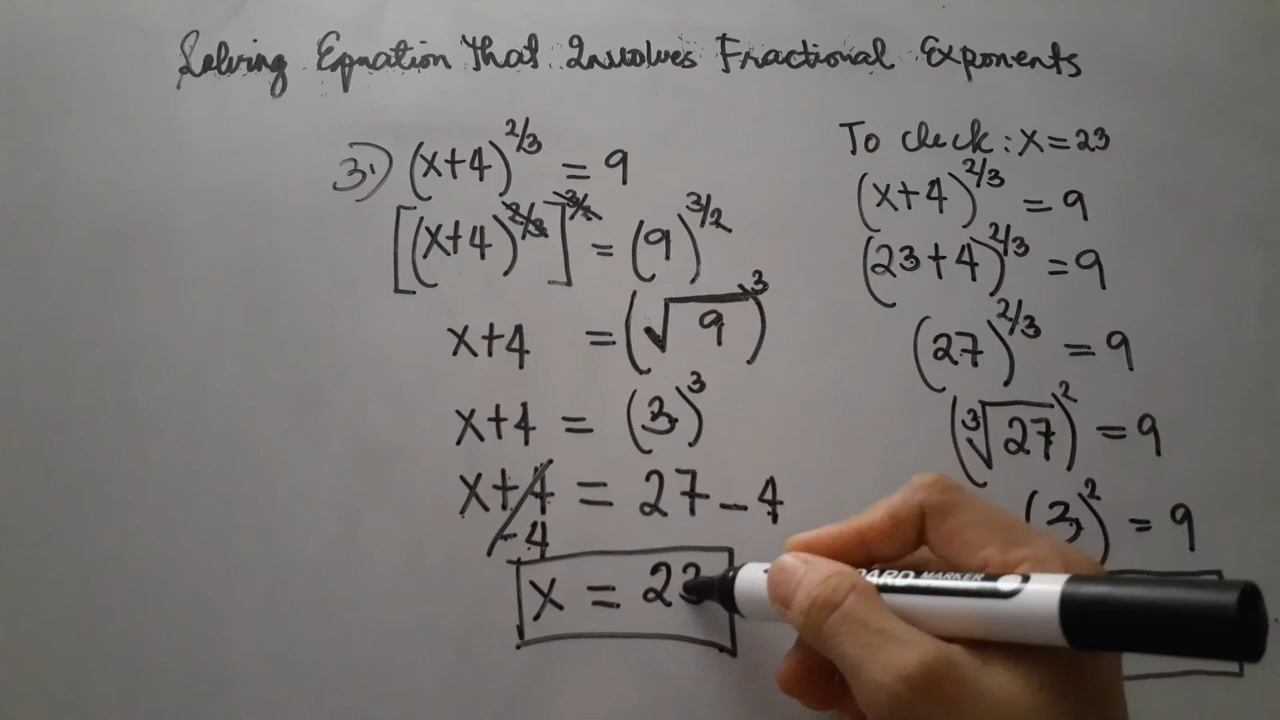 Solving Equation That Involves Fractional Exponents
3.) (x+4)^{2/3} = 9
[(x+4)^{2/3}]^{3/2} = (9)^{3/2}
x+4 = (√9)^3
x+4 = (3)^3
x+4 = 27 - 4
-4
x = 23
To check: x = 23
(x+4)^{2/3} = 9
(23+4)^{2/3} = 9
(27)^{2/3} = 9
(∛27)^2 = 9
(3)^2 = 9
BOARD MARKER